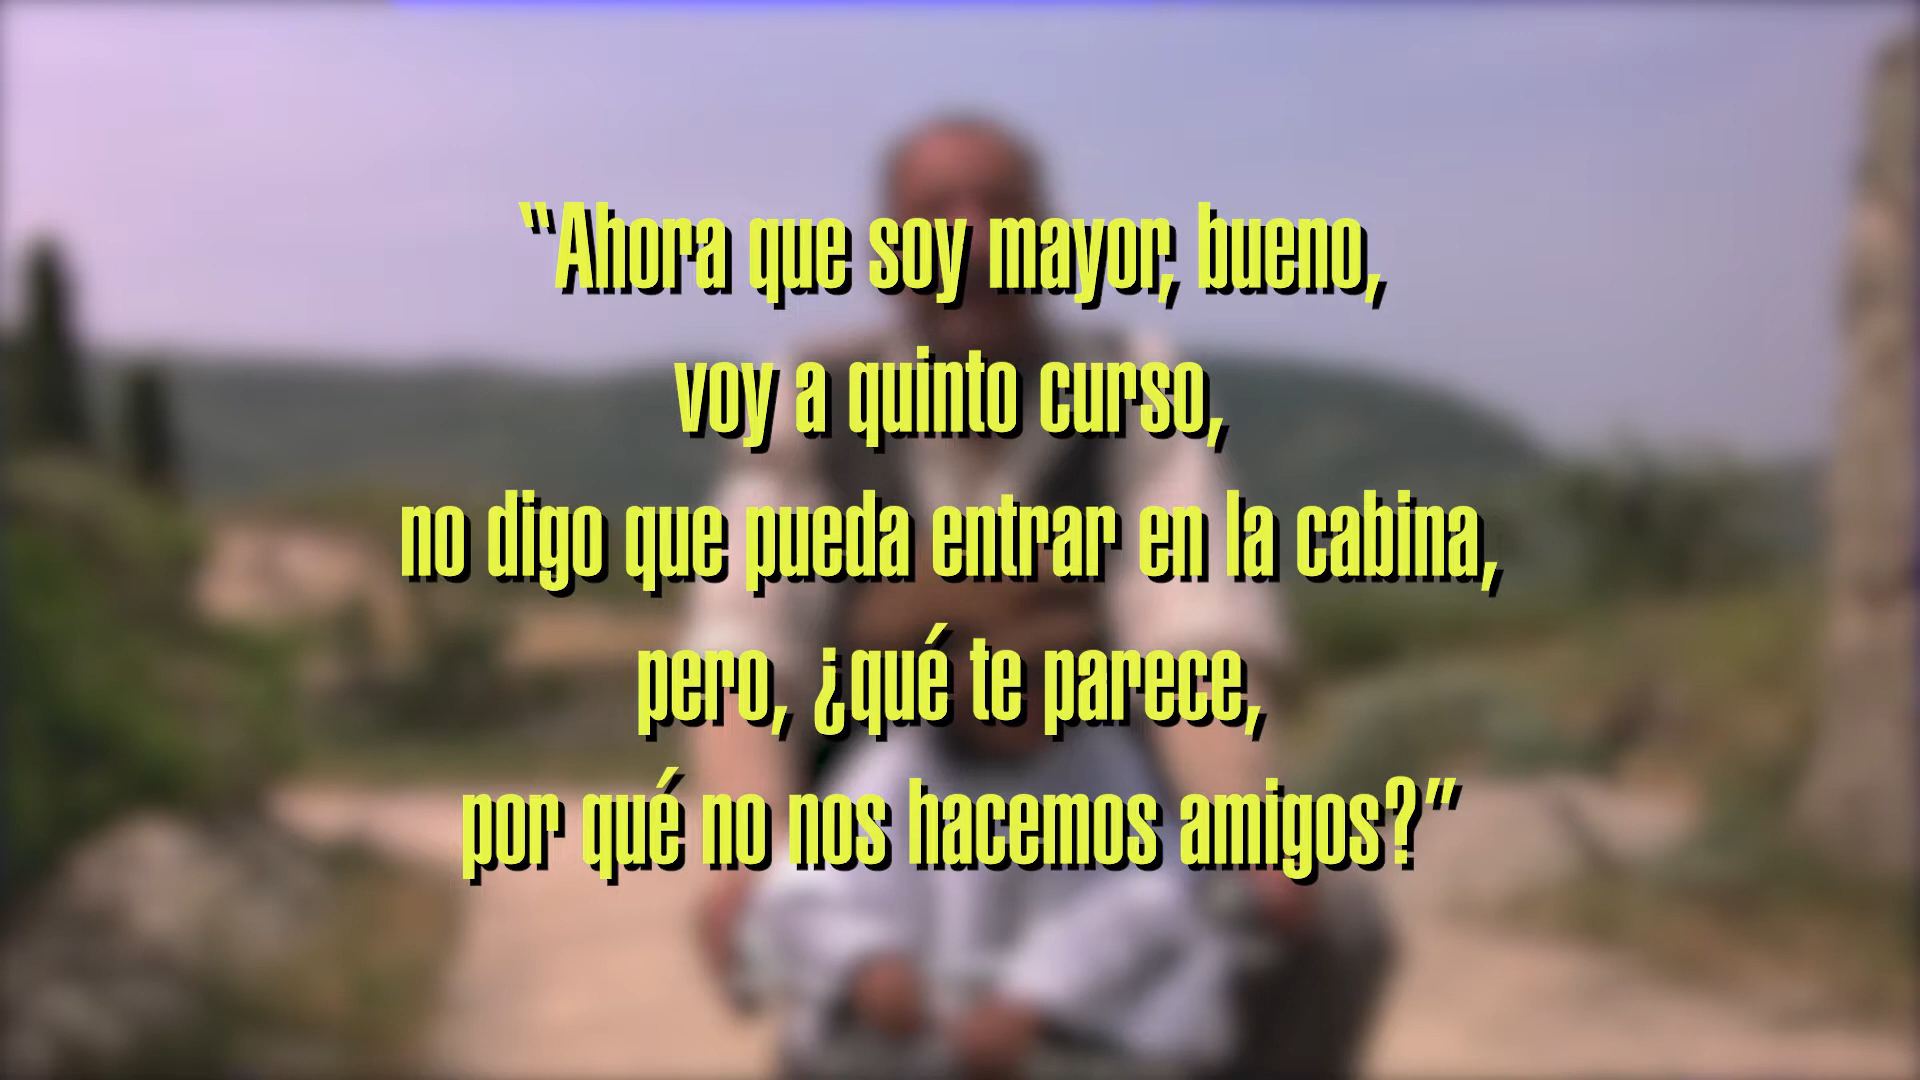 “Ahora que soy mayor, bueno,
voy a quinto curso,
no digo que pueda entrar en la cabina,
pero, ¿qué te parece,
por qué no nos hacemos amigos?”